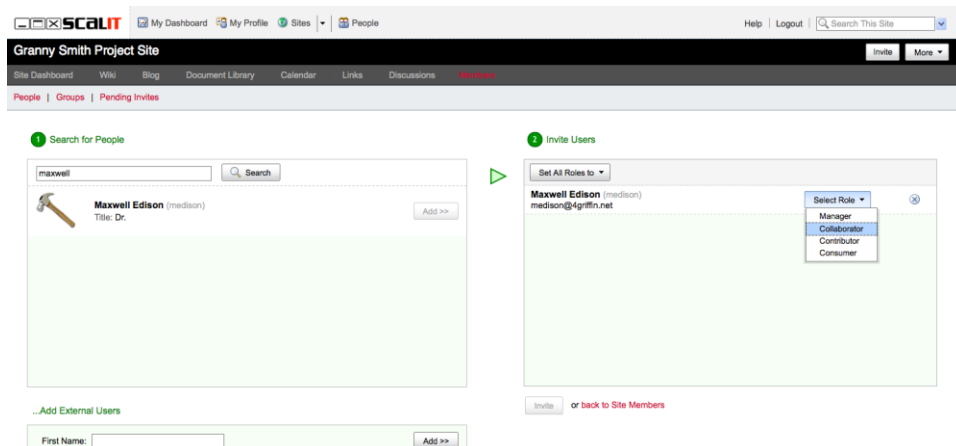 SCALIT My Dashboard My Profile Sites People Help Logout Search This Site
Granny Smith Project Site Invite More
Site Dashboard Wiki Blog Document Library Calendar Links Discussions Members
People | Groups | Pending Invites
1 Search for People
maxwell Search
Maxwell Edison (medison)
Title: Dr.
Add >>
2 Invite Users
Set All Roles to
Maxwell Edison (medison)
medison@4griffin.net
Select Role
Manager
Collaborator
Contributor
Consumer
Invite or back to Site Members
...Add External Users
First Name: Add >>